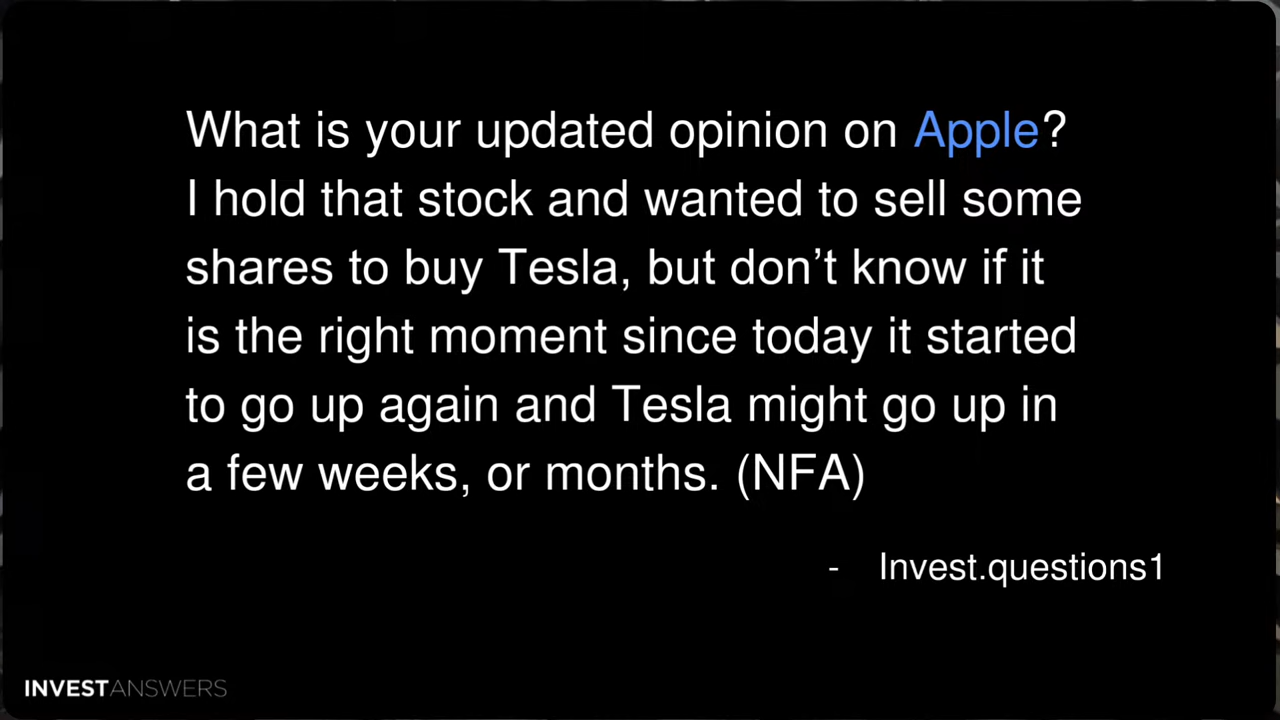 What is your updated opinion on Apple?
I hold that stock and wanted to sell some
shares to buy Tesla, but don’t know if it
is the right moment since today it started
to go up again and Tesla might go up in
a few weeks, or months. (NFA)
- Invest.questions1
INVESTANSWERS